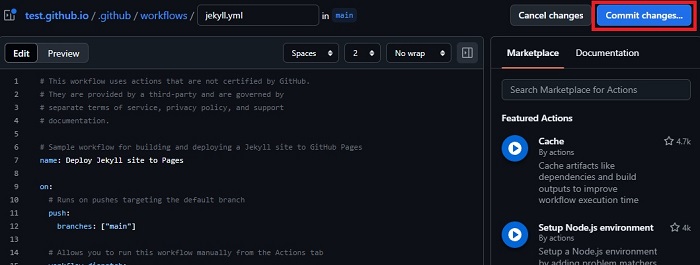 test.github.io / .github / workflows / jekyll.yml in main
Cancel changes
Commit changes...
Edit
Preview
Spaces
2
No wrap
1
2 # This workflow uses actions that are not certified by GitHub.
3 # They are provided by a third-party and are governed by
4 # separate terms of service, privacy policy, and support
5 # documentation.
6 # Sample workflow for building and deploying a Jekyll site to GitHub Pages
7 name: Deploy Jekyll site to Pages
8
9 on:
10 # Runs on pushes targeting the default branch
11 push:
12 branches: ["main"]
13
14 # Allows you to run this workflow manually from the Actions tab
15 workflow_dispatch:
Marketplace
Documentation
Search Marketplace for Actions
Featured Actions
Cache
4.7k
By actions
Cache artifacts like
dependencies and build
outputs to improve
workflow execution time
Setup Node.js environment
4k
By actions
Setup a Node.js environment
by adding problem matchers